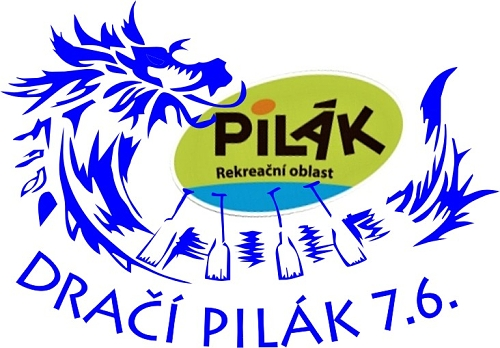 PiLÁK
Rekreační oblast
DRAČÍ PILÁK 7.6.